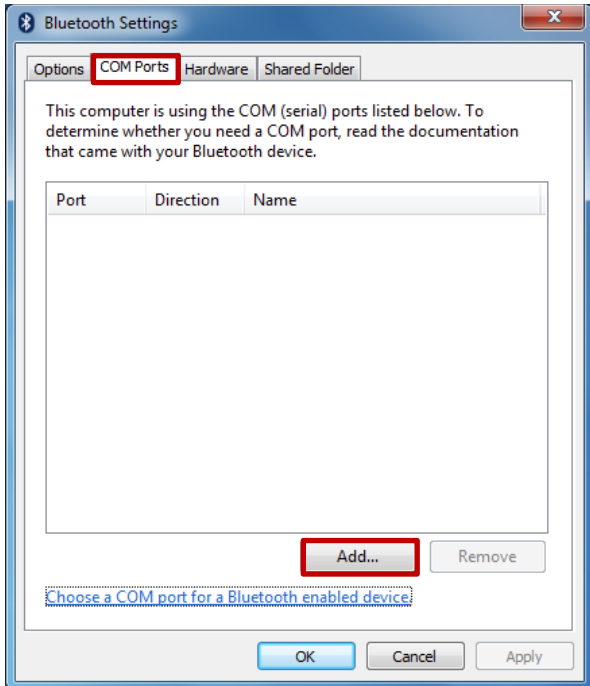 Bluetooth Settings
Options COM Ports Hardware Shared Folder
This computer is using the COM (serial) ports listed below. To
determine whether you need a COM port, read the documentation
that came with your Bluetooth device.
Port Direction Name
Add... Remove
Choose a COM port for a Bluetooth enabled device.
OK Cancel Apply